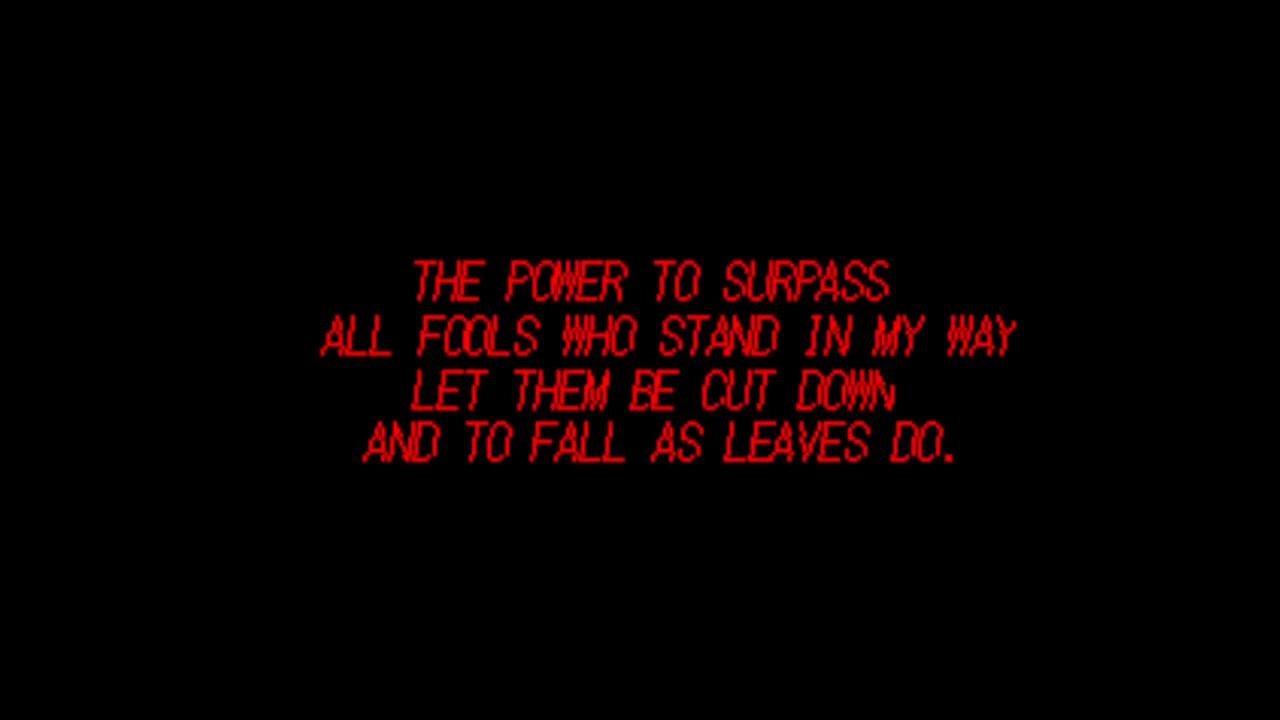 THE POWER TO SURPASS
ALL FOOLS WHO STAND IN MY WAY
LET THEM BE CUT DOWN
AND TO FALL AS LEAVES DO.